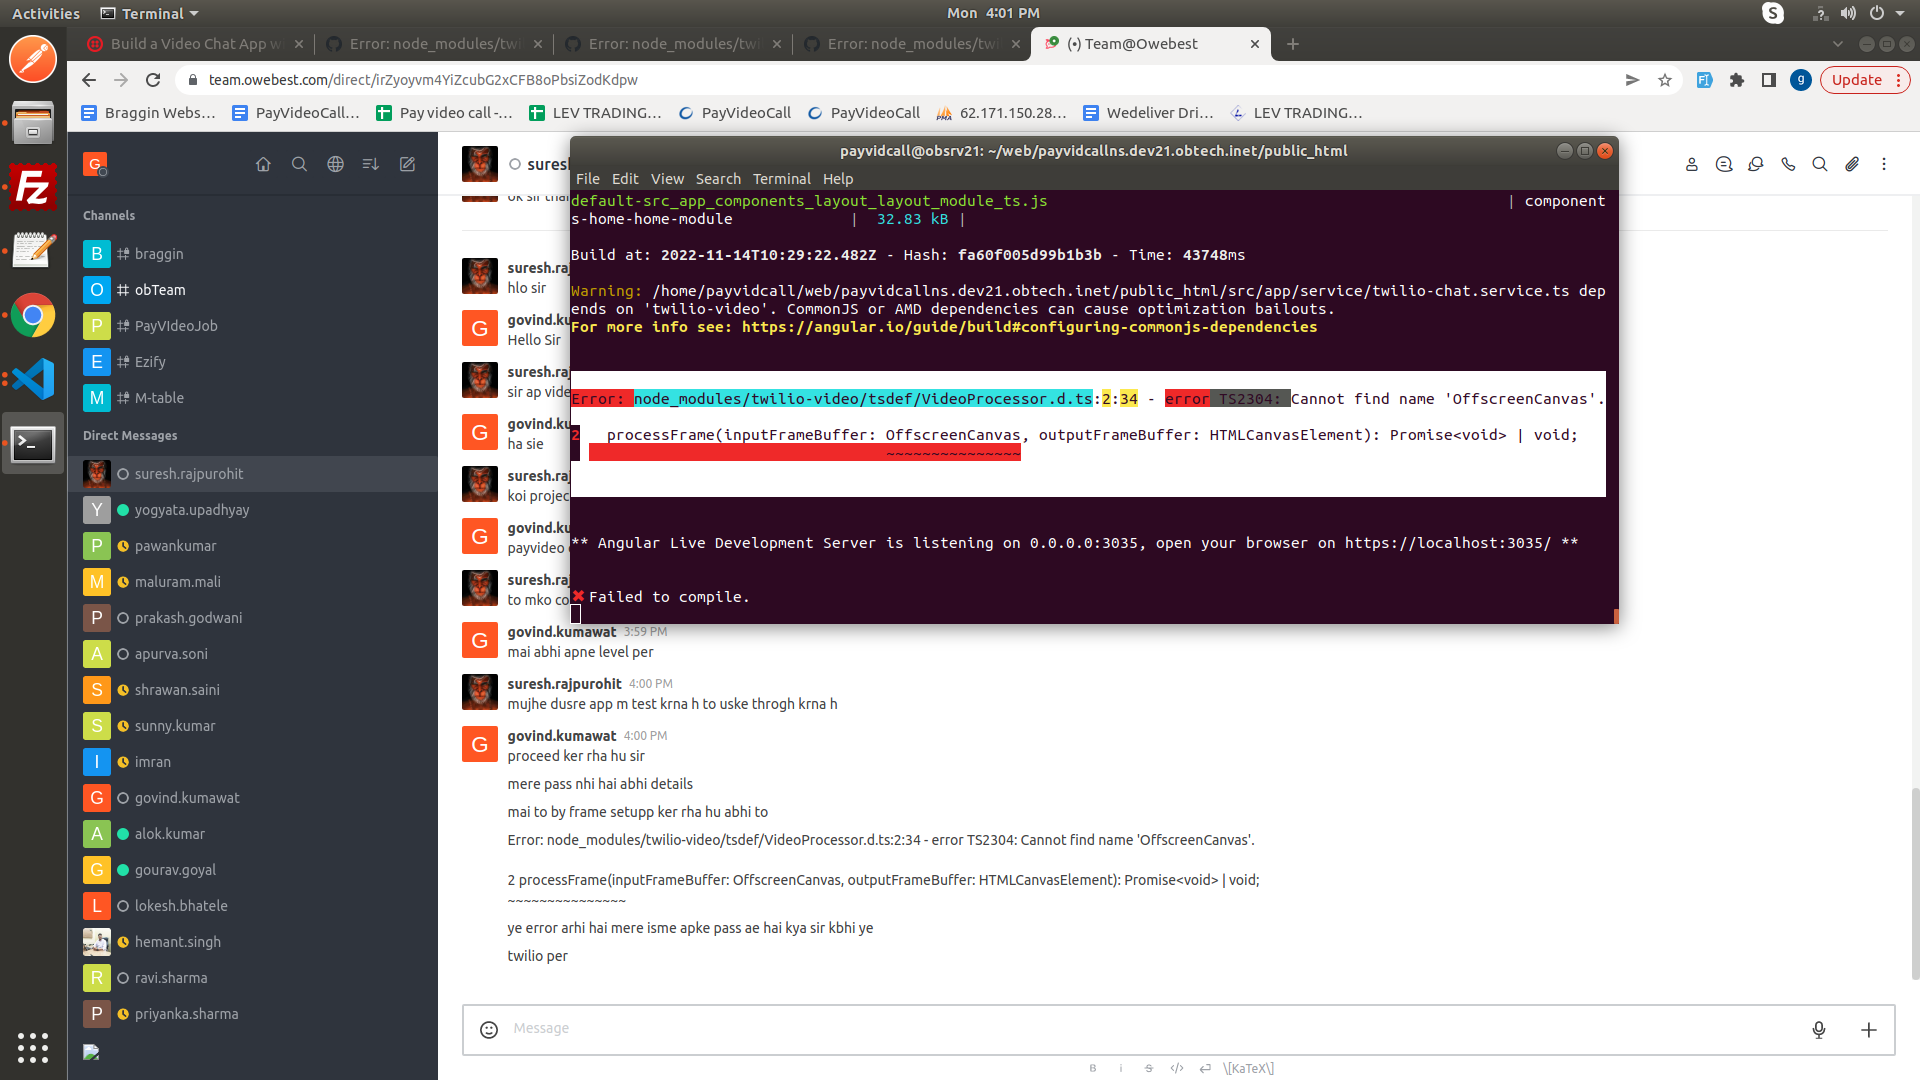 Activities
Terminal
Mon 4:01 PM
Build a Video Chat App w
Error: node_modules/twi
Error: node_modules/twi
Error: node_modules/twi
(•) Team@Owebest
team.owebest.com/direct/irZyoyvm4YiZcubG2xCFB8oPbsiZodKdpw
Update
Braggin Webs...
PayVideoCall...
Pay video call -...
LEV TRADING...
PayVideoCall
PayVideoCall
62.171.150.28...
Wedeliver Dri...
LEV TRADING...
Channels
B braggin
O obTeam
P PayVIdeoJob
E Ezify
M M-table
Direct Messages
suresh.rajpurohit
Y yogyata.upadhyay
P pawankumar
M maluram.mali
P prakash.godwani
A apurva.soni
S shrawan.saini
S sunny.kumar
I imran
G govind.kumawat
A alok.kumar
G gourav.goyal
L lokesh.bhatele
hemant.singh
R ravi.sharma
P priyanka.sharma
payvidcall@obsrv21: ~/web/payvidcallns.dev21.obtech.inet/public_html
File Edit View Search Terminal Help
default-src_app_components_layout_layout_module_ts.js | component
s-home-home-module | 32.83 kB |
Build at: 2022-11-14T10:29:22.482Z - Hash: fa60f005d99b1b3b - Time: 43748ms
Warning: /home/payvidcall/web/payvidcallns.dev21.obtech.inet/public_html/src/app/service/twilio-chat.service.ts dep
ends on 'twilio-video'. CommonJS or AMD dependencies can cause optimization bailouts.
For more info see: https://angular.io/guide/build#configuring-commonjs-dependencies
Error: node_modules/twilio-video/tsdef/VideoProcessor.d.ts:2:34 - error TS2304: Cannot find name 'OffscreenCanvas'.
2 processFrame(inputFrameBuffer: OffscreenCanvas, outputFrameBuffer: HTMLCanvasElement): Promise<void> | void;
~~~~~~~~~~~~~~~
** Angular Live Development Server is listening on 0.0.0.0:3035, open your browser on https://localhost:3035/ **
✖ Failed to compile.
sures
ok sir
suresh.raj
hlo sir
govind.ku
Hello Sir
suresh.raj
sir ap vide
govind.ku
ha sie
suresh.raj
koi projec
govind.ku
payvideo
suresh.raj
to mko co
govind.kumawat 3:59 PM
mai abhi apne level per
suresh.rajpurohit 4:00 PM
mujhe dusre app m test krna h to uske throgh krna h
govind.kumawat 4:00 PM
proceed ker rha hu sir
mere pass nhi hai abhi details
mai to by frame setupp ker rha hu abhi to
Error: node_modules/twilio-video/tsdef/VideoProcessor.d.ts:2:34 - error TS2304: Cannot find name 'OffscreenCanvas'.
2 processFrame(inputFrameBuffer: OffscreenCanvas, outputFrameBuffer: HTMLCanvasElement): Promise<void> | void;
~~~~~~~~~~~~~~~
ye error arhi hai mere isme apke pass ae hai kya sir kbhi ye
twilio per
Message
\[KaTeX\]